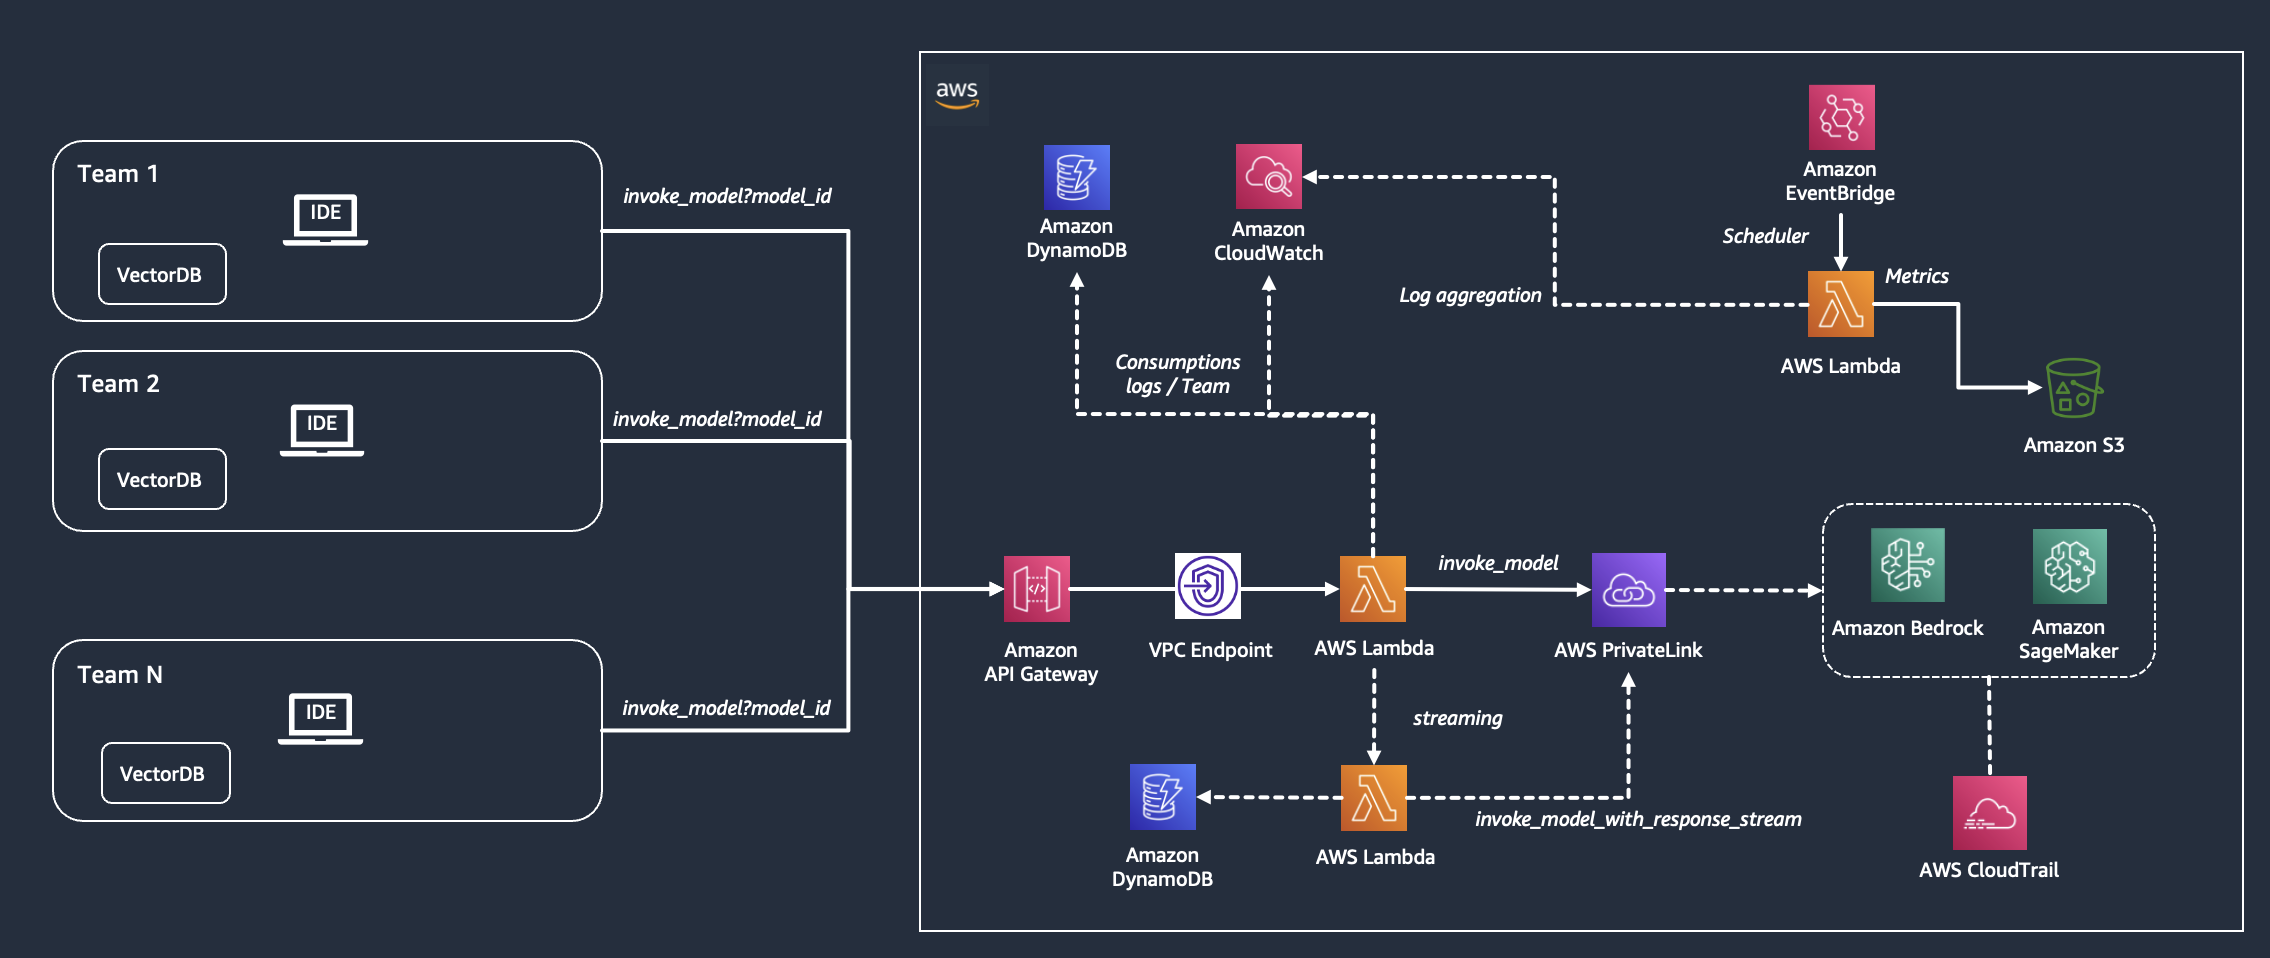 aws
Team 1
IDE
VectorDB
invoke_model?model_id
Team 2
IDE
VectorDB
invoke_model?model_id
Team N
IDE
VectorDB
invoke_model?model_id
Amazon
DynamoDB
Amazon
CloudWatch
Consumptions
logs / Team
Log aggregation
Amazon
EventBridge
Scheduler
Metrics
AWS Lambda
Amazon S3
Amazon
API Gateway
VPC Endpoint
AWS Lambda
invoke_model
AWS PrivateLink
Amazon Bedrock
Amazon
SageMaker
streaming
Amazon
DynamoDB
AWS Lambda
invoke_model_with_response_stream
AWS CloudTrail